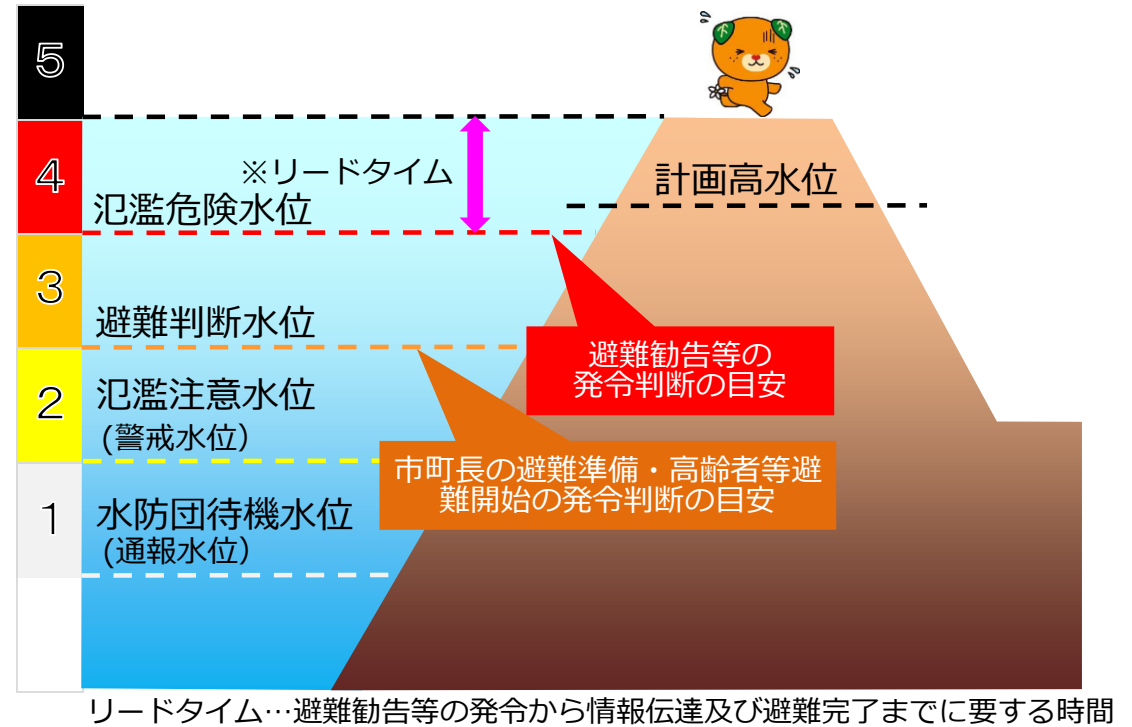 5
4
※リードタイム
計画高水位
氾濫危険水位
3
避難判断水位
避難勧告等の
発令判断の目安
2
氾濫注意水位
(警戒水位)
市町長の避難準備・高齢者等避
難開始の発令判断の目安
1
水防団待機水位
(通報水位)
リードタイム…避難勧告等の発令から情報伝達及び避難完了までに要する時間